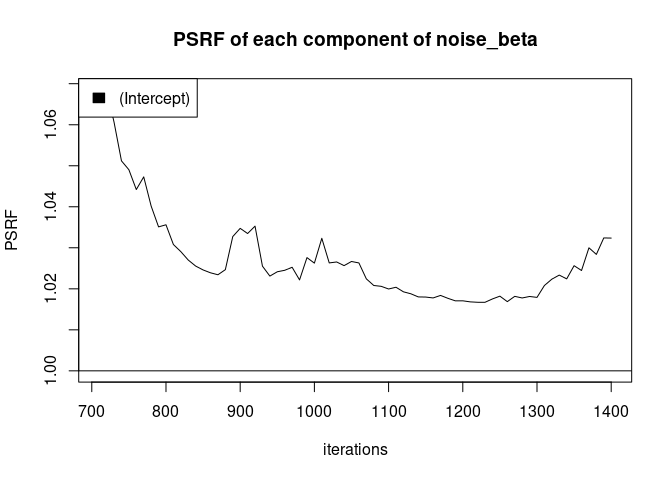 PSRF of each component of noise_beta
(Intercept)
PSRF
1.06
1.04
1.02
1.00
700 800 900 1000 1100 1200 1300 1400
iterations